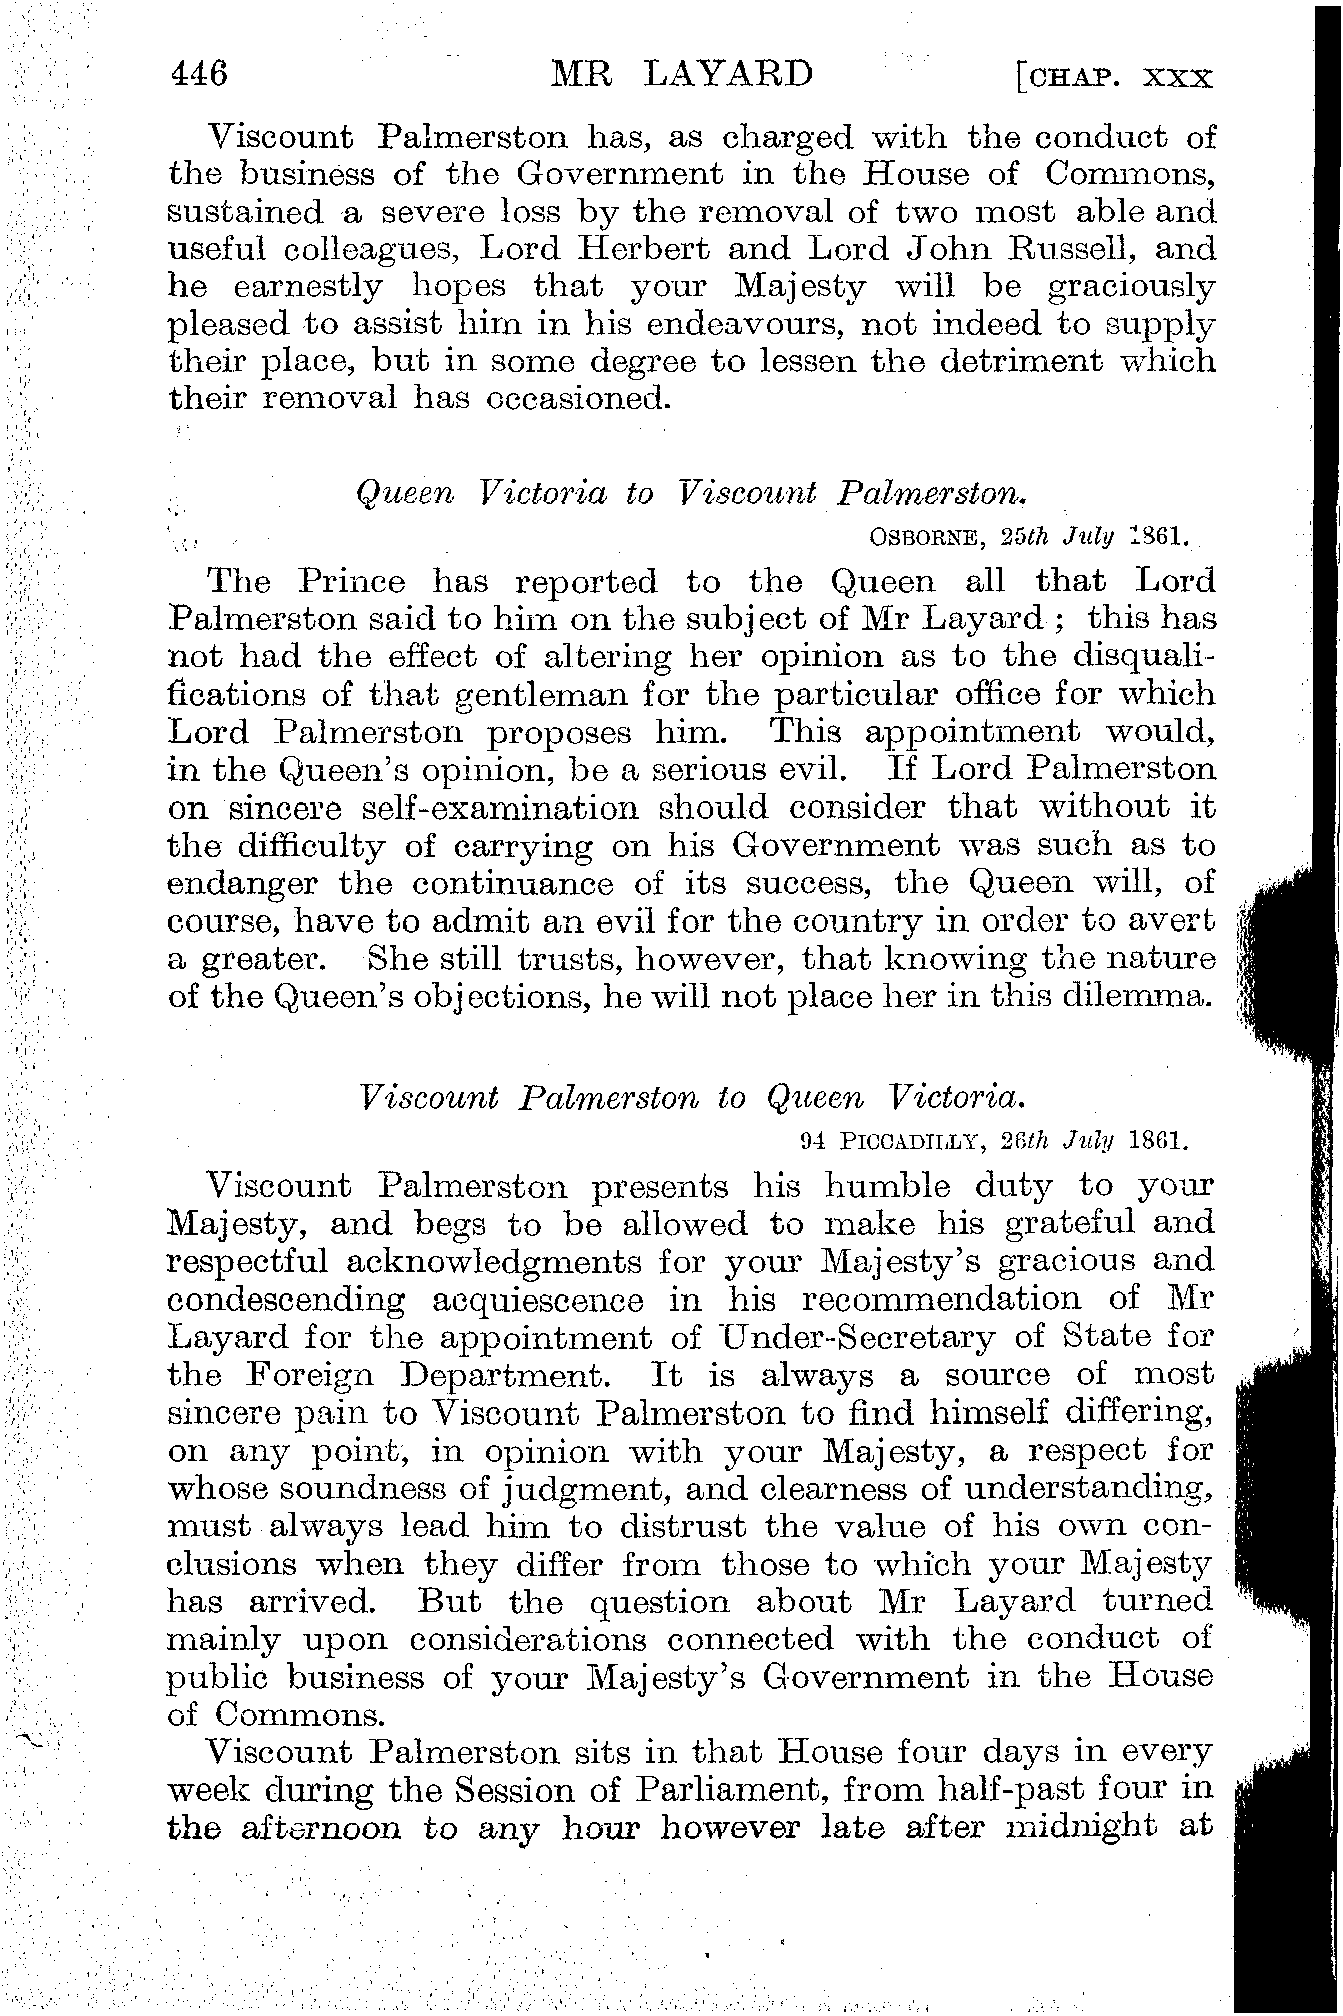 446 MR LAYARD [CHAP. XXX
Viscount Palmerston has, as charged with the conduct of
the business of the Government in the House of Commons,
sustained a severe loss by the removal of two most able and
useful colleagues, Lord Herbert and Lord John Russell, and
he earnestly hopes that your Majesty will be graciously
pleased to assist him in his endeavours, not indeed to supply
their place, but in some degree to lessen the detriment which
their removal has occasioned.
Queen Victoria to Viscount Palmerston.
OSBORNE, 25th July 1861.
The Prince has reported to the Queen all that Lord
Palmerston said to him on the subject of Mr Layard ; this has
not had the effect of altering her opinion as to the disquali-
fications of that gentleman for the particular office for which
Lord Palmerston proposes him. This appointment would,
in the Queen's opinion, be a serious evil. If Lord Palmerston
on sincere self-examination should consider that without it
the difficulty of carrying on his Government was such as to
endanger the continuance of its success, the Queen will, of
course, have to admit an evil for the country in order to avert
a greater. She still trusts, however, that knowing the nature
of the Queen's objections, he will not place her in this dilemma.
Viscount Palmerston to Queen Victoria.
94 PICCADILLY, 26th July 1861.
Viscount Palmerston presents his humble duty to your
Majesty, and begs to be allowed to make his grateful and
respectful acknowledgments for your Majesty's gracious and
condescending acquiescence in his recommendation of Mr
Layard for the appointment of Under-Secretary of State for
the Foreign Department. It is always a source of most
sincere pain to Viscount Palmerston to find himself differing,
on any point, in opinion with your Majesty, a respect for
whose soundness of judgment, and clearness of understanding,
must always lead him to distrust the value of his own con-
clusions when they differ from those to which your Majesty
has arrived. But the question about Mr Layard turned
mainly upon considerations connected with the conduct of
public business of your Majesty's Government in the House
of Commons.
Viscount Palmerston sits in that House four days in every
week during the Session of Parliament, from half-past four in
the afternoon to any hour however late after midnight at